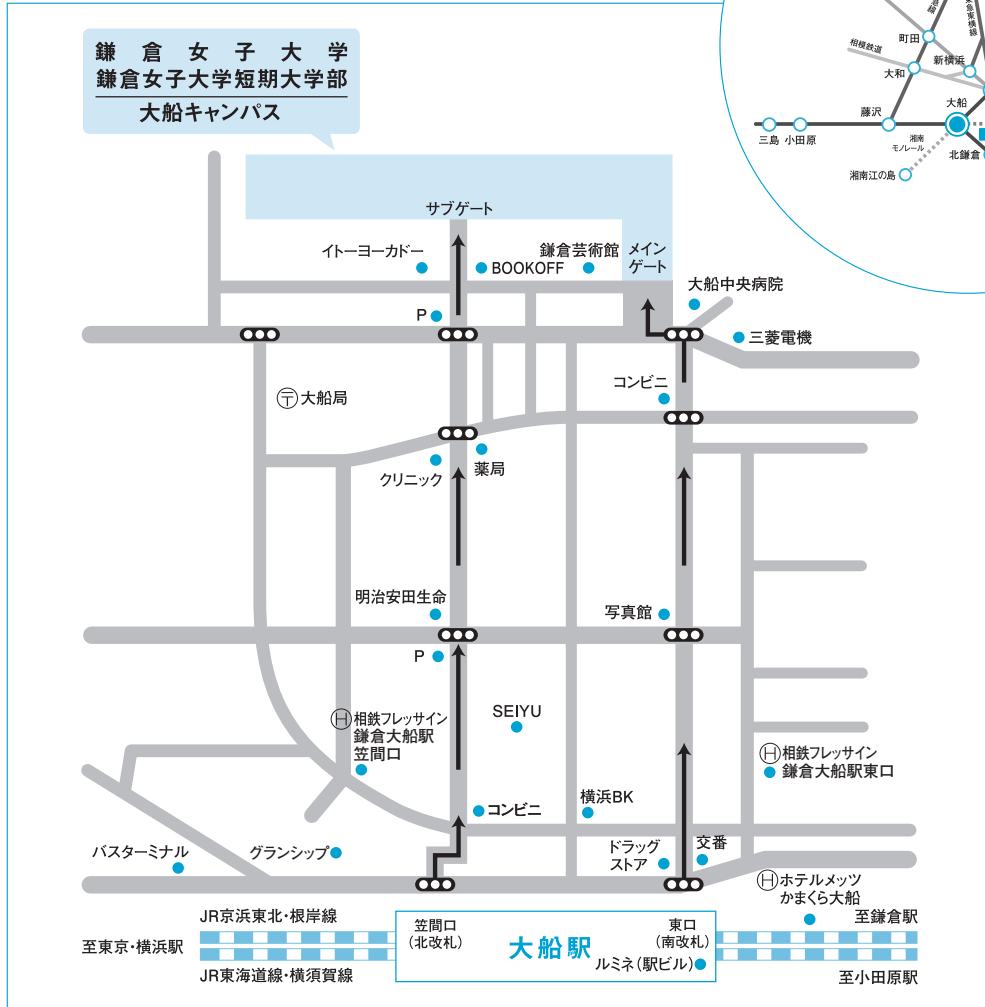 鎌倉女子大学
鎌倉女子大学短期大学部
大船キャンパス
東急東横線
町田
相模鉄道
新横浜
大和
藤沢
大船
三島
小田原
湘南
モノレール
北鎌倉
湘南江の島
サブゲート
イトーヨーカドー
BOOKOFF
鎌倉芸術館
メイン
ゲート
大船中央病院
P
三菱電機
コンビニ
〒大船局
クリニック
薬局
明治安田生命
写真館
P
SEIYU
H相鉄フレッサイン
鎌倉大船駅
笠間口
H相鉄フレッサイン
鎌倉大船駅東口
コンビニ
横浜BK
バスターミナル
グランシップ
ドラッグ
ストア
交番
Hホテルメッツ
かまくら大船
JR京浜東北・根岸線
至東京・横浜駅
JR東海道線・横須賀線
笠間口
(北改札)
大船駅
東口
(南改札)
ルミネ(駅ビル)
至鎌倉駅
至小田原駅